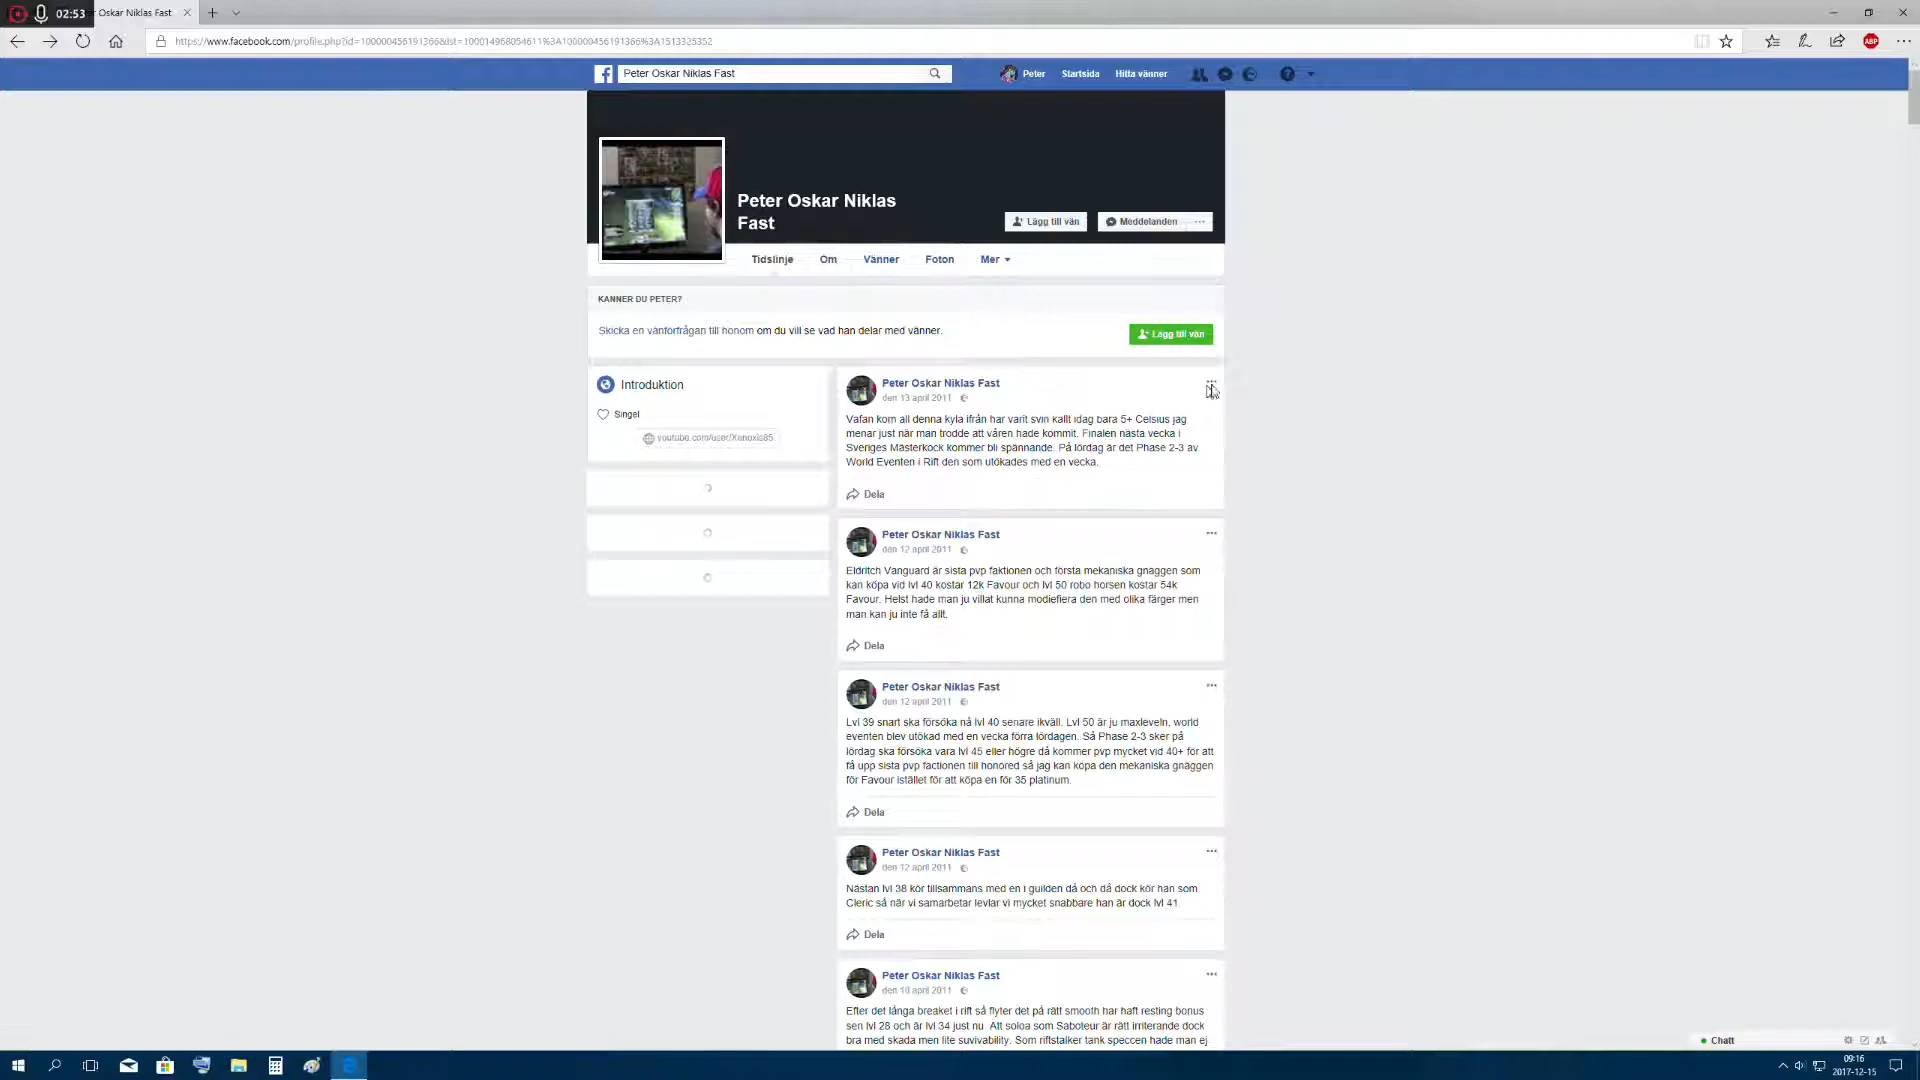 02:53
Oskar Niklas Fast
https://www.facebook.com/profile.php?id=100000456191366&lst=100014968054611%3A100000456191366%3A1513325352
ABP
Peter Oskar Niklas Fast
Peter Startsida Hitta vänner
Peter Oskar Niklas
Fast
Lägg till vän
Meddelanden
Tidslinje Om Vänner Foton Mer
KÄNNER DU PETER?
Skicka en vänförfrågan till honom om du vill se vad han delar med vänner.
Lägg till vän
Introduktion
Singel
youtube.com/user/Xanoxis85
Peter Oskar Niklas Fast
den 13 april 2011
Vafan kom all denna kyla ifrån har varit svin kallt idag bara 5+ Celsius jag
menar just när man trodde att våren hade kommit. Finalen nästa vecka i
Sveriges Mästerkock kommer bli spännande. På lördag är det Phase 2-3 av
World Eventen i Rift den som utökades med en vecka.
Dela
Peter Oskar Niklas Fast
den 12 april 2011
Eldritch Vanguard är sista pvp faktionen och första mekaniska gnäggen som
kan köpa vid lvl 40 kostar 12k Favour och lvl 50 robo horsen kostar 54k
Favour. Helst hade man ju villat kunna modiefiera den med olika färger men
man kan ju inte få allt.
Dela
Peter Oskar Niklas Fast
den 12 april 2011
Lvl 39 snart ska försöka nå lvl 40 senare ikväll. Lvl 50 är ju maxleveln, world
eventen blev utökad med en vecka förra lördagen. Så Phase 2-3 sker på
lördag ska försöka vara lvl 45 eller högre då kommer pvp mycket vid 40+ för att
få upp sista pvp factionen till honored så jag kan köpa den mekaniska gnäggen
för Favour istället för att köpa en för 35 platinum.
Dela
Peter Oskar Niklas Fast
den 12 april 2011
Nästan lvl 38 kör tillsammans med en i guilden då och då dock kör han som
Cleric så när vi samarbetar levlar vi mycket snabbare han är dock lvl 41.
Dela
Peter Oskar Niklas Fast
den 10 april 2011
Efter det långa breaket i rift så flyter det på rätt smooth har haft resting bonus
sen lvl 28 och är lvl 34 just nu Att soloa som Saboteur är rätt irriterande dock
bra med skada men lite suvivability. Som riftstalker tank speccen hade man ej
Chatt
09:16
2017-12-15